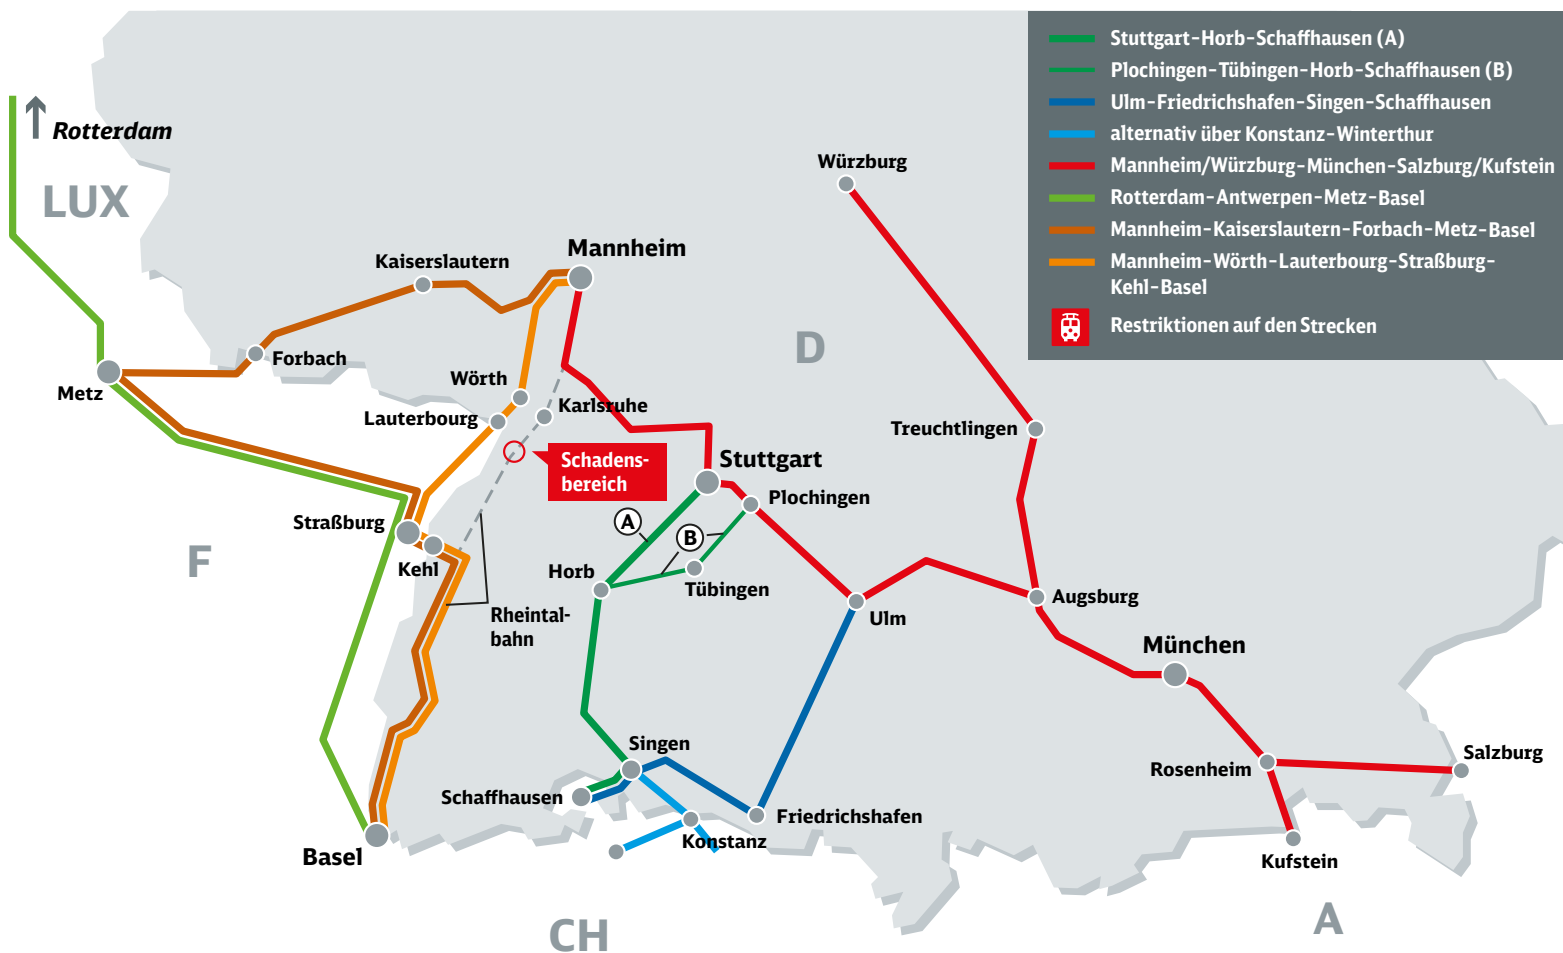 Stuttgart-Horb-Schaffhausen (A)
Plochingen-Tübingen-Horb-Schaffhausen (B)
Ulm-Friedrichshafen-Singen-Schaffhausen
alternativ über Konstanz-Winterthur
Mannheim/Würzburg-München-Salzburg/Kufstein
Rotterdam-Antwerpen-Metz-Basel
Mannheim-Kaiserslautern-Forbach-Metz-Basel
Mannheim-Wörth-Lauterbourg-Straßburg-
Kehl-Basel
Restriktionen auf den Strecken
Rotterdam
LUX
Würzburg
Mannheim
Kaiserslautern
D
Forbach
Metz
Wörth
Karlsruhe
Lauterbourg
Treuchtlingen
Schadens-
bereich
Stuttgart
Plochingen
Straßburg
A
B
F
Kehl
Horb
Tübingen
Rheintal-
bahn
Ulm
Augsburg
München
Singen
Salzburg
Rosenheim
Schaffhausen
Friedrichshafen
Konstanz
Basel
Kufstein
CH
A